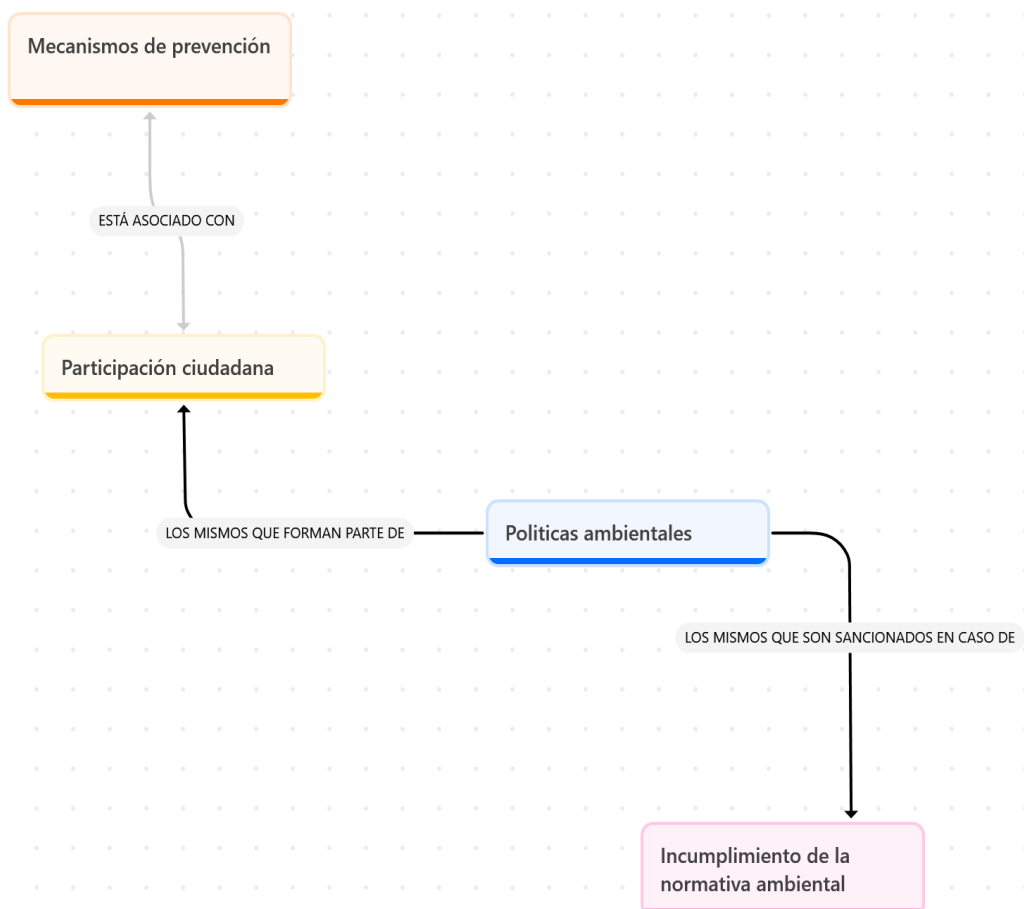 Mecanismos de prevención
ESTÁ ASOCIADO CON
Participación ciudadana
LOS MISMOS QUE FORMAN PARTE DE
Politicas ambientales
LOS MISMOS QUE SON SANCIONADOS EN CASO DE
Incumplimiento de la
normativa ambiental